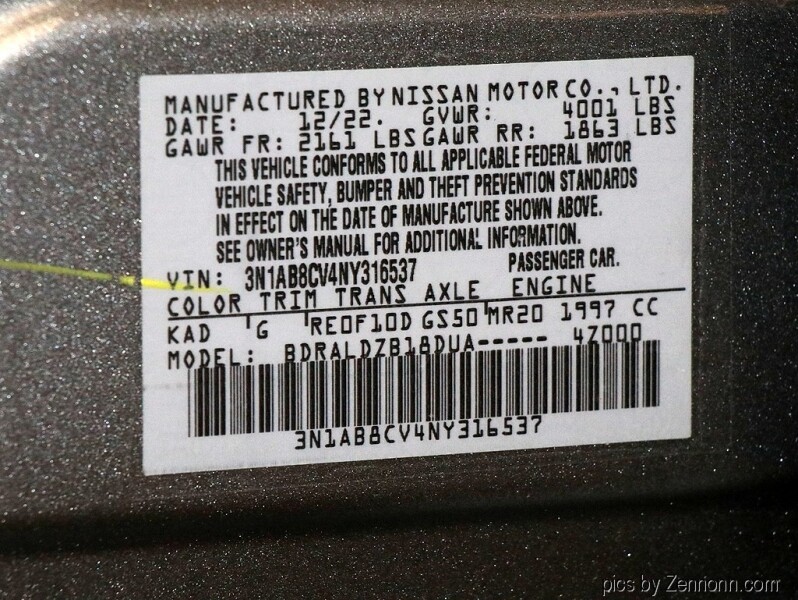 MANUFACTURED BY NISSAN MOTOR CO., LTD.
DATE: 12/22. GVWR: 4001 LBS
GAWR FR: 2161 LBS GAWR RR: 1863 LBS
THIS VEHICLE CONFORMS TO ALL APPLICABLE FEDERAL MOTOR
VEHICLE SAFETY, BUMPER AND THEFT PREVENTION STANDARDS
IN EFFECT ON THE DATE OF MANUFACTURE SHOWN ABOVE.
SEE OWNER'S MANUAL FOR ADDITIONAL INFORMATION.
VIN: 3N1AB8CV4NY316537 PASSENGER CAR.
COLOR TRIM TRANS AXLE ENGINE
KAD G RE0F10D GS50 MR20 1997 CC
MODEL: BDRALDZB18DUA----- 4Z000
3N1AB8CV4NY316537
pics by Zenrionn.com